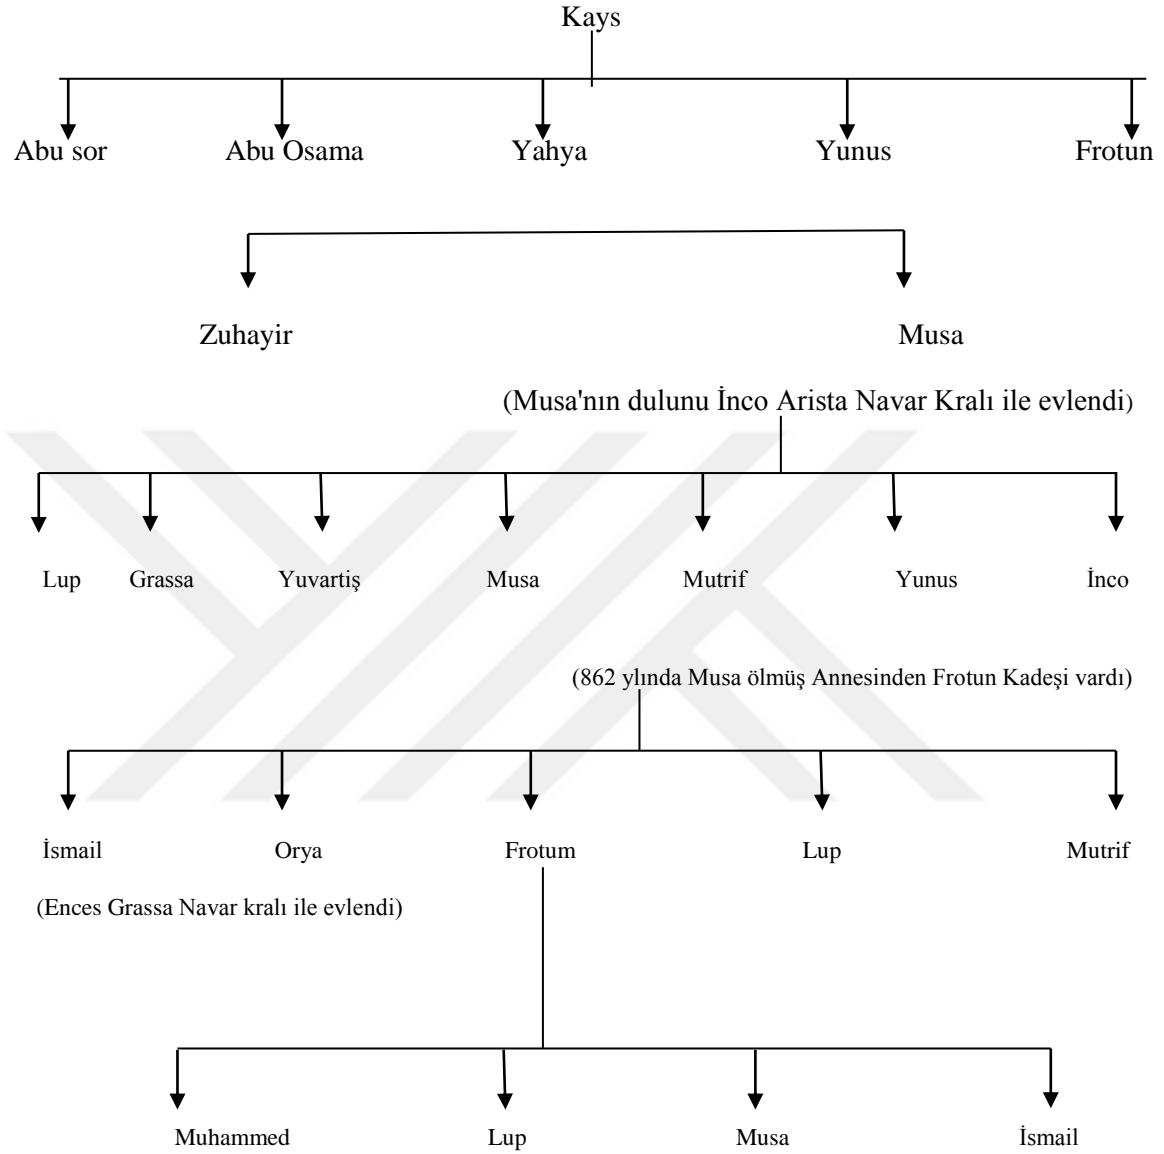 Kays
Abu sor Abu Osama Yahya Yunus Frotun
Zuhayir Musa
(Musa'nın dulunu İnco Arista Navar Kralı ile evlendi)
Lup Grassa Yuvartiş Musa Mutrif Yunus İnco
(862 ylında Musa ölmüş Annesinden Frotun Kadeşi vardı)
İsmail Orya Frotum Lup Mutrif
(Ences Grassa Navar kralı ile evlendi)
Muhammed Lup Musa İsmail